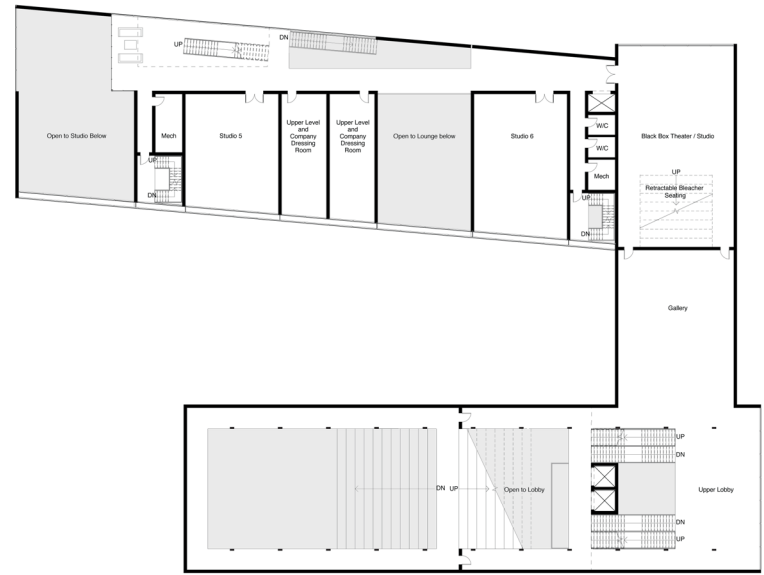 UP
DN
Open to Studio Below
Mech
UP
DN
Studio 5
Upper Level
and
Company
Dressing
Room
Upper Level
and
Company
Dressing
Room
Open to Lounge below
Studio 6
W/C
W/C
Mech
UP
DN
Black Box Theater / Studio
UP
Retractable Bleacher
Seating
Gallery
UP
DN
DN UP
Open to Lobby
Upper Lobby
DN
UP